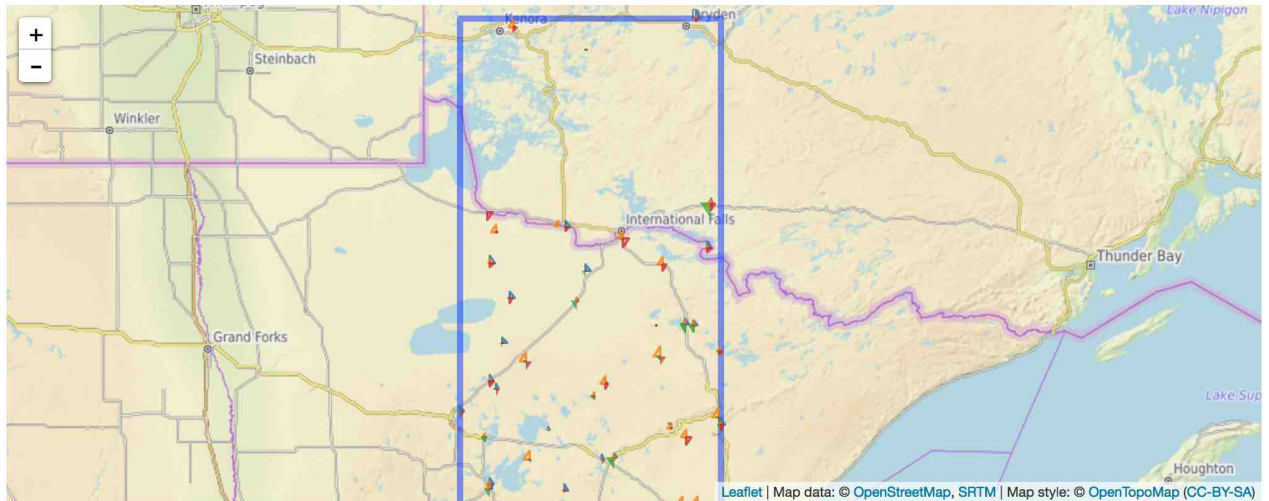 +
−
Kenora
Lake Nipigon
Steinbach
Winkler
International Falls
Thunder Bay
Grand Forks
Lake Sup
Houghton
Leaflet | Map data: © OpenStreetMap, SRTM | Map style: © OpenTopoMap (CC-BY-SA)